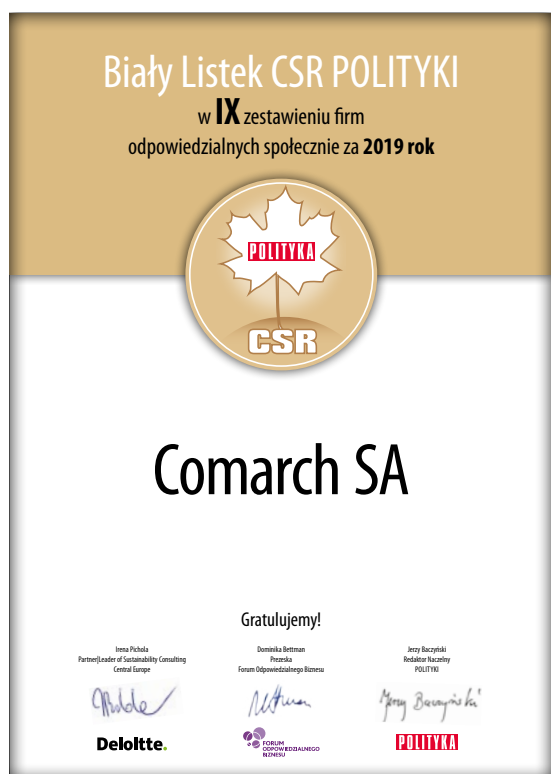 Biały Listek CSR POLITYKI
w IX zestawieniu firm
odpowiedzialnych społecznie za 2019 rok
POLITYKA
CSR
Comarch SA
Gratulujemy!
Irena Pichola
Partner|Leader of Sustainability Consulting
Central Europe
Deloitte.
Dominika Bettman
Prezeska
Forum Odpowiedzialnego Biznesu
FORUM
ODPOWIEDZIALNEGO
BIZNESU
Jerzy Baczyński
Redaktor Naczelny
POLITYKI
Jerzy Baczyński
POLITYKA